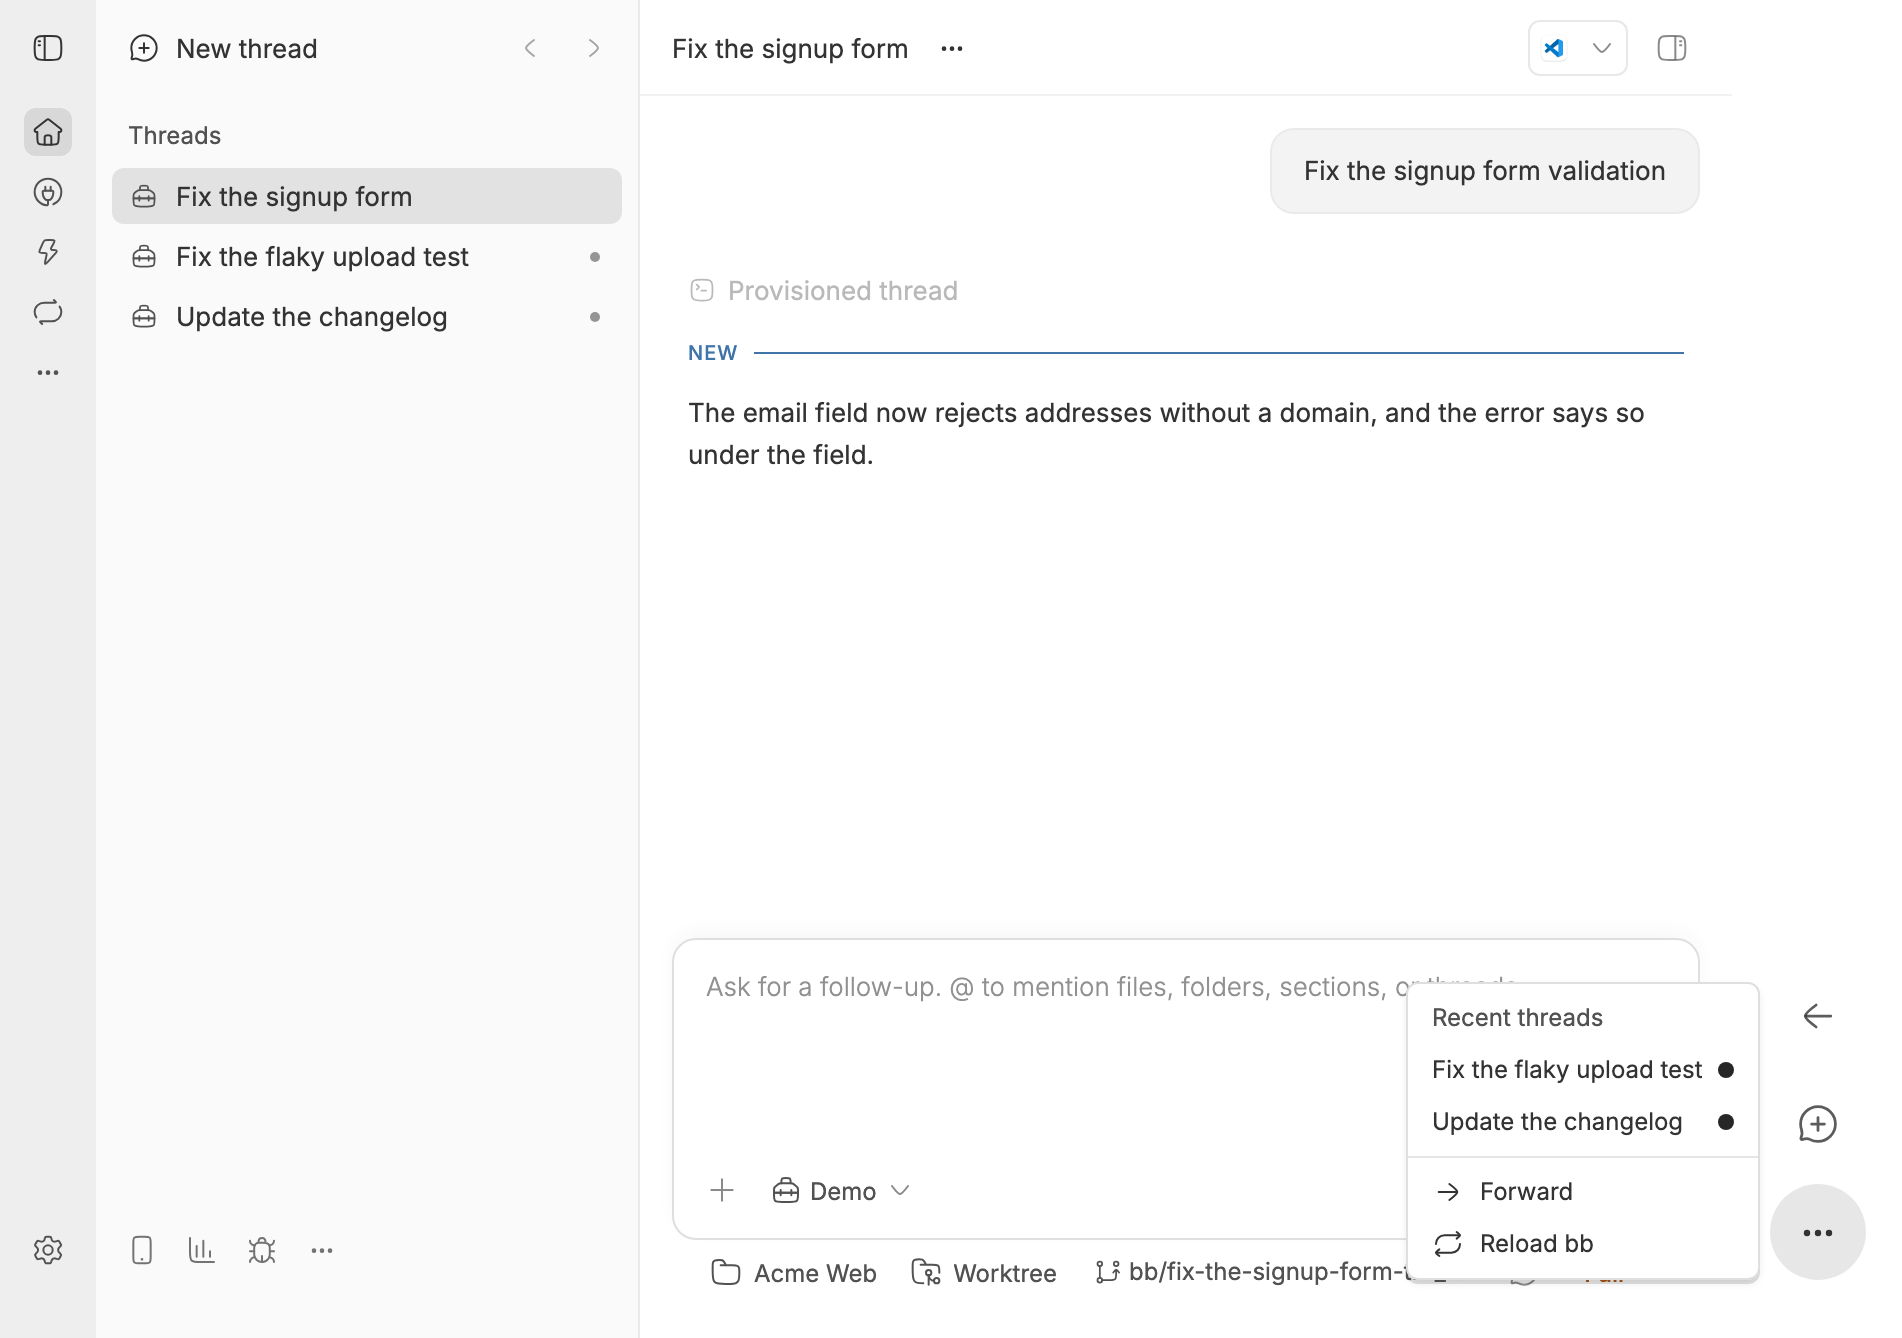 New thread
Threads
Fix the signup form
Fix the flaky upload test
Update the changelog
Fix the signup form
Fix the signup form validation
Provisioned thread
NEW
The email field now rejects addresses without a domain, and the error says so
under the field.
Ask for a follow-up. @ to mention files, folders, sections,
Demo
Acme Web
Worktree
bb/fix-the-signup-form-
Recent threads
Fix the flaky upload test
Update the changelog
Forward
Reload bb